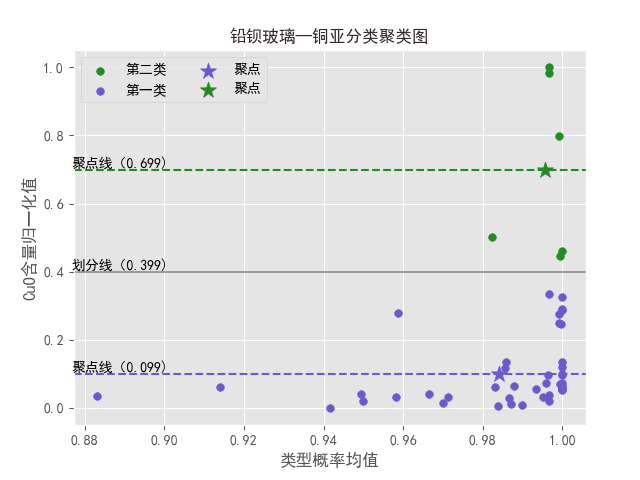 铅钡玻璃—铜亚分类聚类图
第二类 聚点
第一类 聚点
1.0
0.8
聚点线（0.699）
0.6
划分线（0.399）
0.4
0.2
聚点线（0.099）
0.0
CuO含量归一化值
0.88 0.90 0.92 0.94 0.96 0.98 1.00
类型概率均值